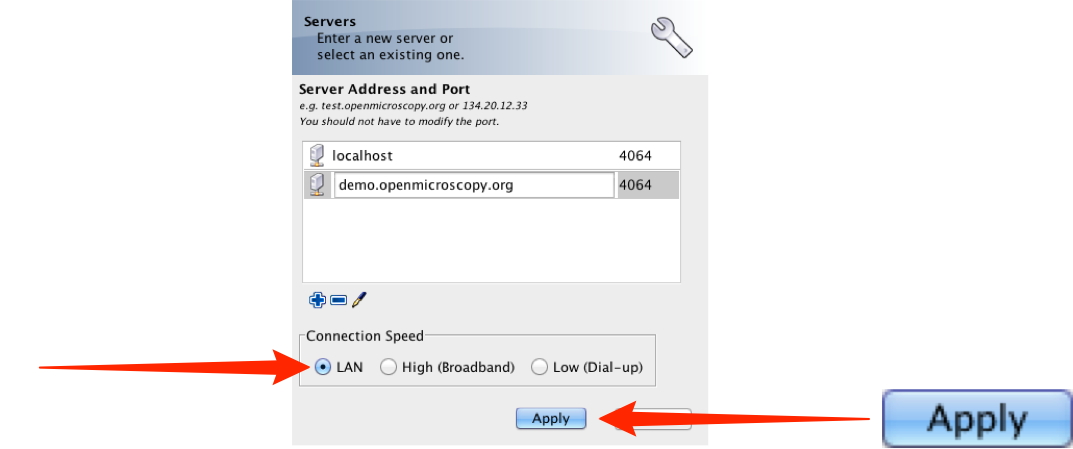 Servers
Enter a new server or
select an existing one.
Server Address and Port
e.g. test.openmicroscopy.org or 134.20.12.33
You should not have to modify the port.
localhost 4064
demo.openmicroscopy.org 4064
Connection Speed
LAN High (Broadband) Low (Dial-up)
Apply
Apply